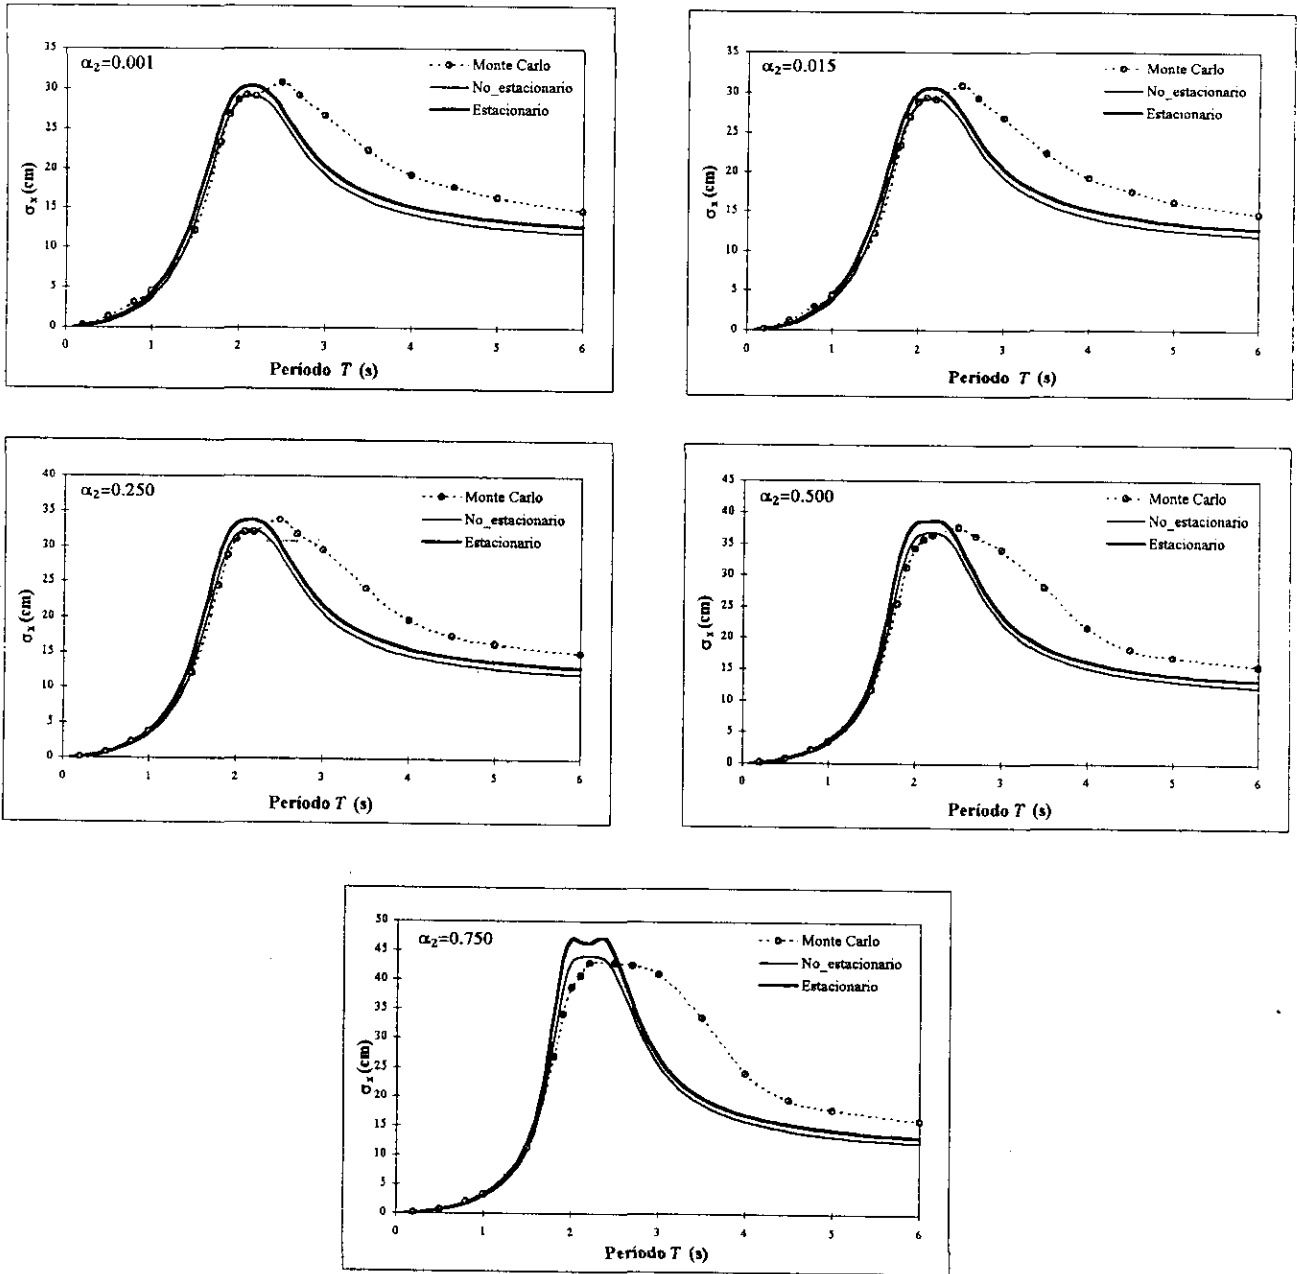 α₂=0.001
Monte Carlo
No_estacionario
Estacionario
35
30
25
20
15
10
5
0
σₓ (cm)
0 1 2 3 4 5 6
Período T (s)
α₂=0.015
Monte Carlo
No_estacionario
Estacionario
35
30
25
20
15
10
5
0
σₓ (cm)
0 1 2 3 4 5 6
Período T (s)
α₂=0.250
Monte Carlo
No_estacionario
Estacionario
40
35
30
25
20
15
10
5
0
σₓ (cm)
0 1 2 3 4 5 6
Período T (s)
α₂=0.500
Monte Carlo
No_estacionario
Estacionario
45
40
35
30
25
20
15
10
5
0
σₓ (cm)
0 1 2 3 4 5 6
Período T (s)
α₂=0.750
Monte Carlo
No_estacionario
Estacionario
50
45
40
35
30
25
20
15
10
5
0
σₓ (cm)
0 1 2 3 4 5 6
Período T (s)